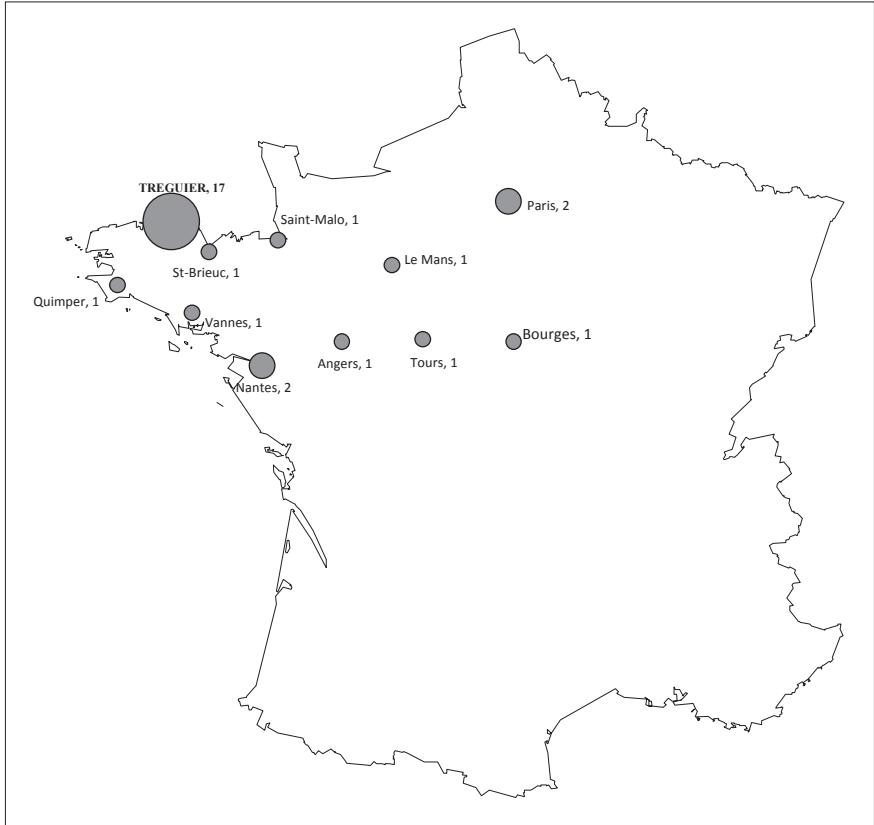 TREGUIER, 17
Paris, 2
Saint-Malo, 1
St-Brieuc, 1
Le Mans, 1
Quimper, 1
Vannes, 1
Bourges, 1
Angers, 1
Tours, 1
Nantes, 2